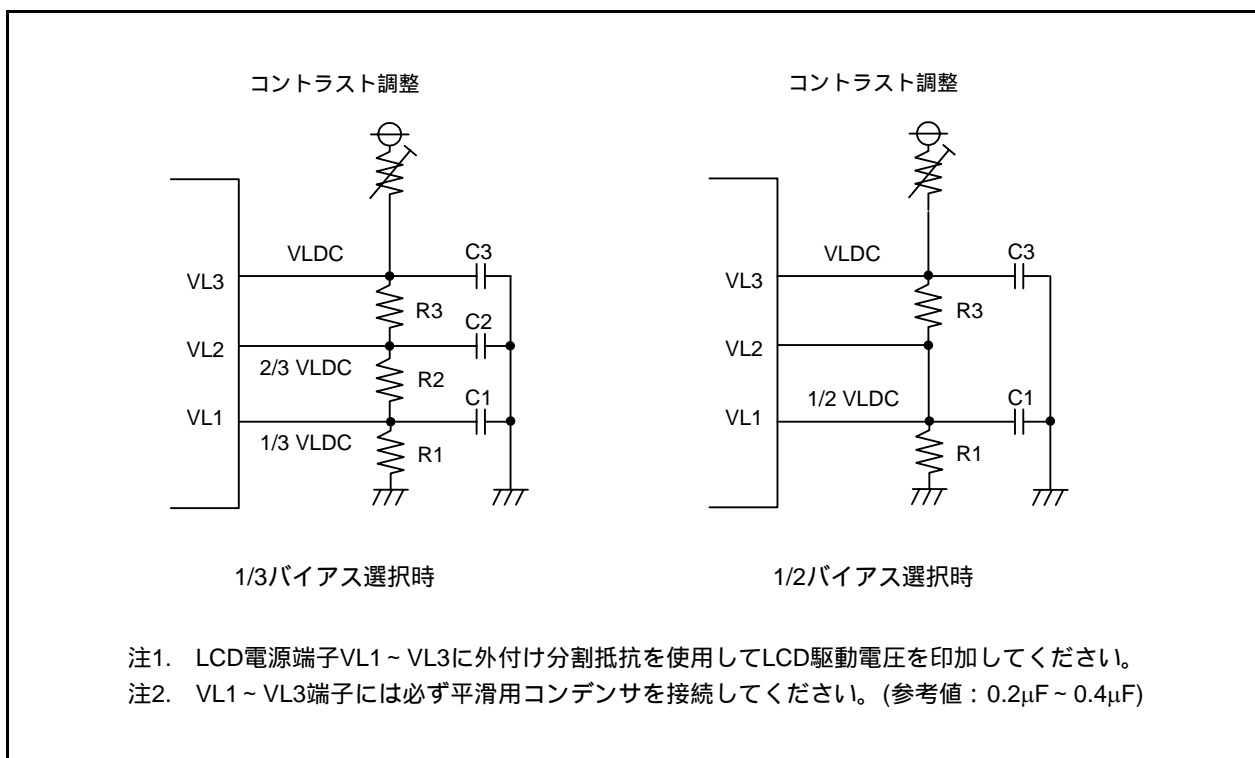 コントラスト調整
VLDC
C3
VL3
R3
C2
VL2
2/3 VLDC
R2
C1
VL1
1/3 VLDC
R1
1/3バイアス選択時
コントラスト調整
VLDC
C3
VL3
R3
VL2
1/2 VLDC
C1
VL1
R1
1/2バイアス選択時
注1. LCD電源端子VL1～VL3に外付け分割抵抗を使用してLCD駆動電圧を印加してください。
注2. VL1～VL3端子には必ず平滑用コンデンサを接続してください。(参考値：0.2μF～0.4μF)